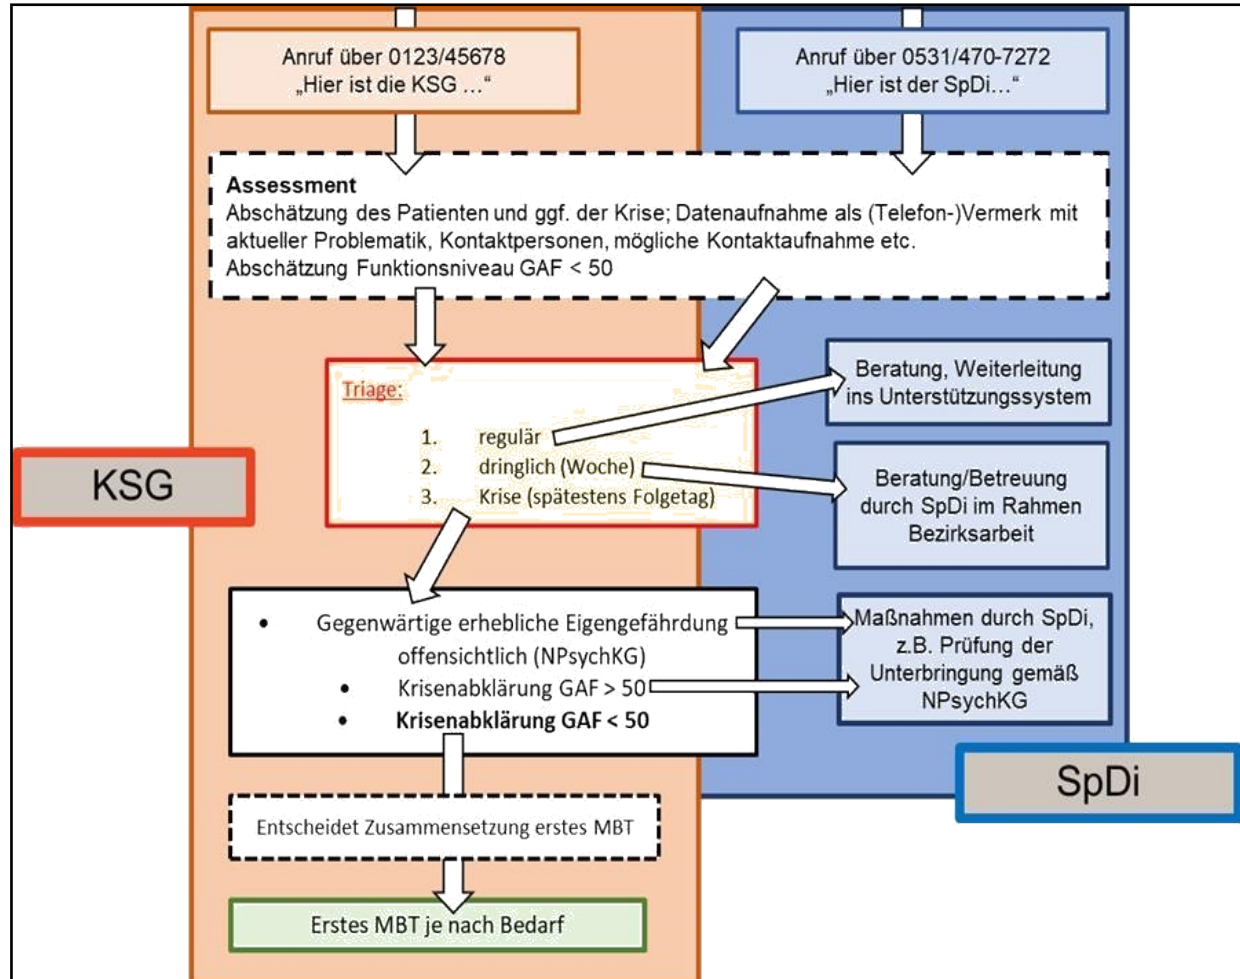 Anruf über 0123/45678
„Hier ist die KSG …“
Anruf über 0531/470-7272
„Hier ist der SpDi…“
Assessment
Abschätzung des Patienten und ggf. der Krise; Datenaufnahme als (Telefon-)Vermerk mit
aktueller Problematik, Kontaktpersonen, mögliche Kontaktaufnahme etc.
Abschätzung Funktionsniveau GAF < 50
Triage:
1. regulär
2. dringlich (Woche)
3. Krise (spätestens Folgetag)
Beratung, Weiterleitung
ins Unterstützungssystem
Beratung/Betreuung
durch SpDi im Rahmen
Bezirksarbeit
KSG
• Gegenwärtige erhebliche Eigengefährdung
offensichtlich (NPsychKG)
• Krisenabklärung GAF > 50
• Krisenabklärung GAF < 50
Maßnahmen durch SpDi,
z.B. Prüfung der
Unterbringung gemäß
NPsychKG
SpDi
Entscheidet Zusammensetzung erstes MBT
Erstes MBT je nach Bedarf